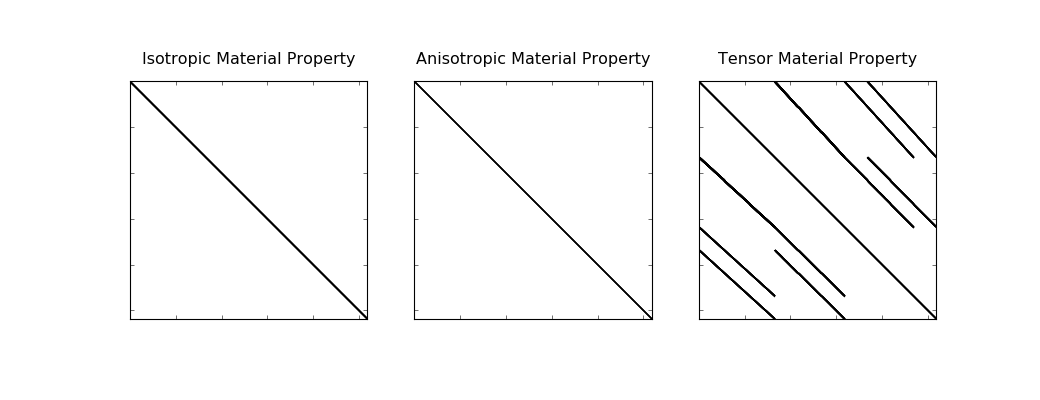 Isotropic Material Property
Anisotropic Material Property
Tensor Material Property